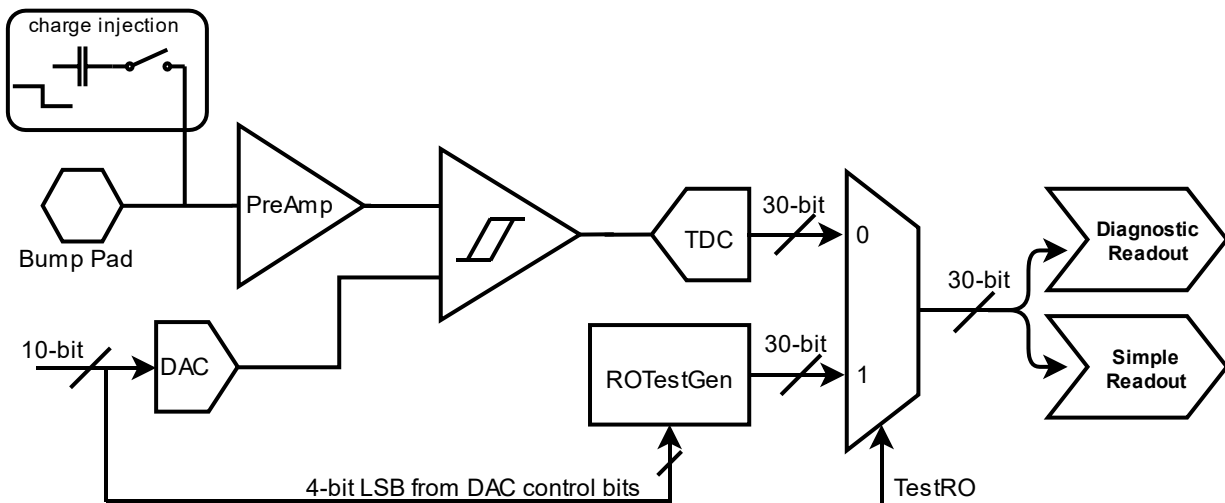 charge injection
PreAmp
Bump Pad
TDC
30-bit
0
Diagnostic
Readout
30-bit
10-bit
DAC
ROTestGen
30-bit
1
Simple
Readout
4-bit LSB from DAC control bits
TestRO